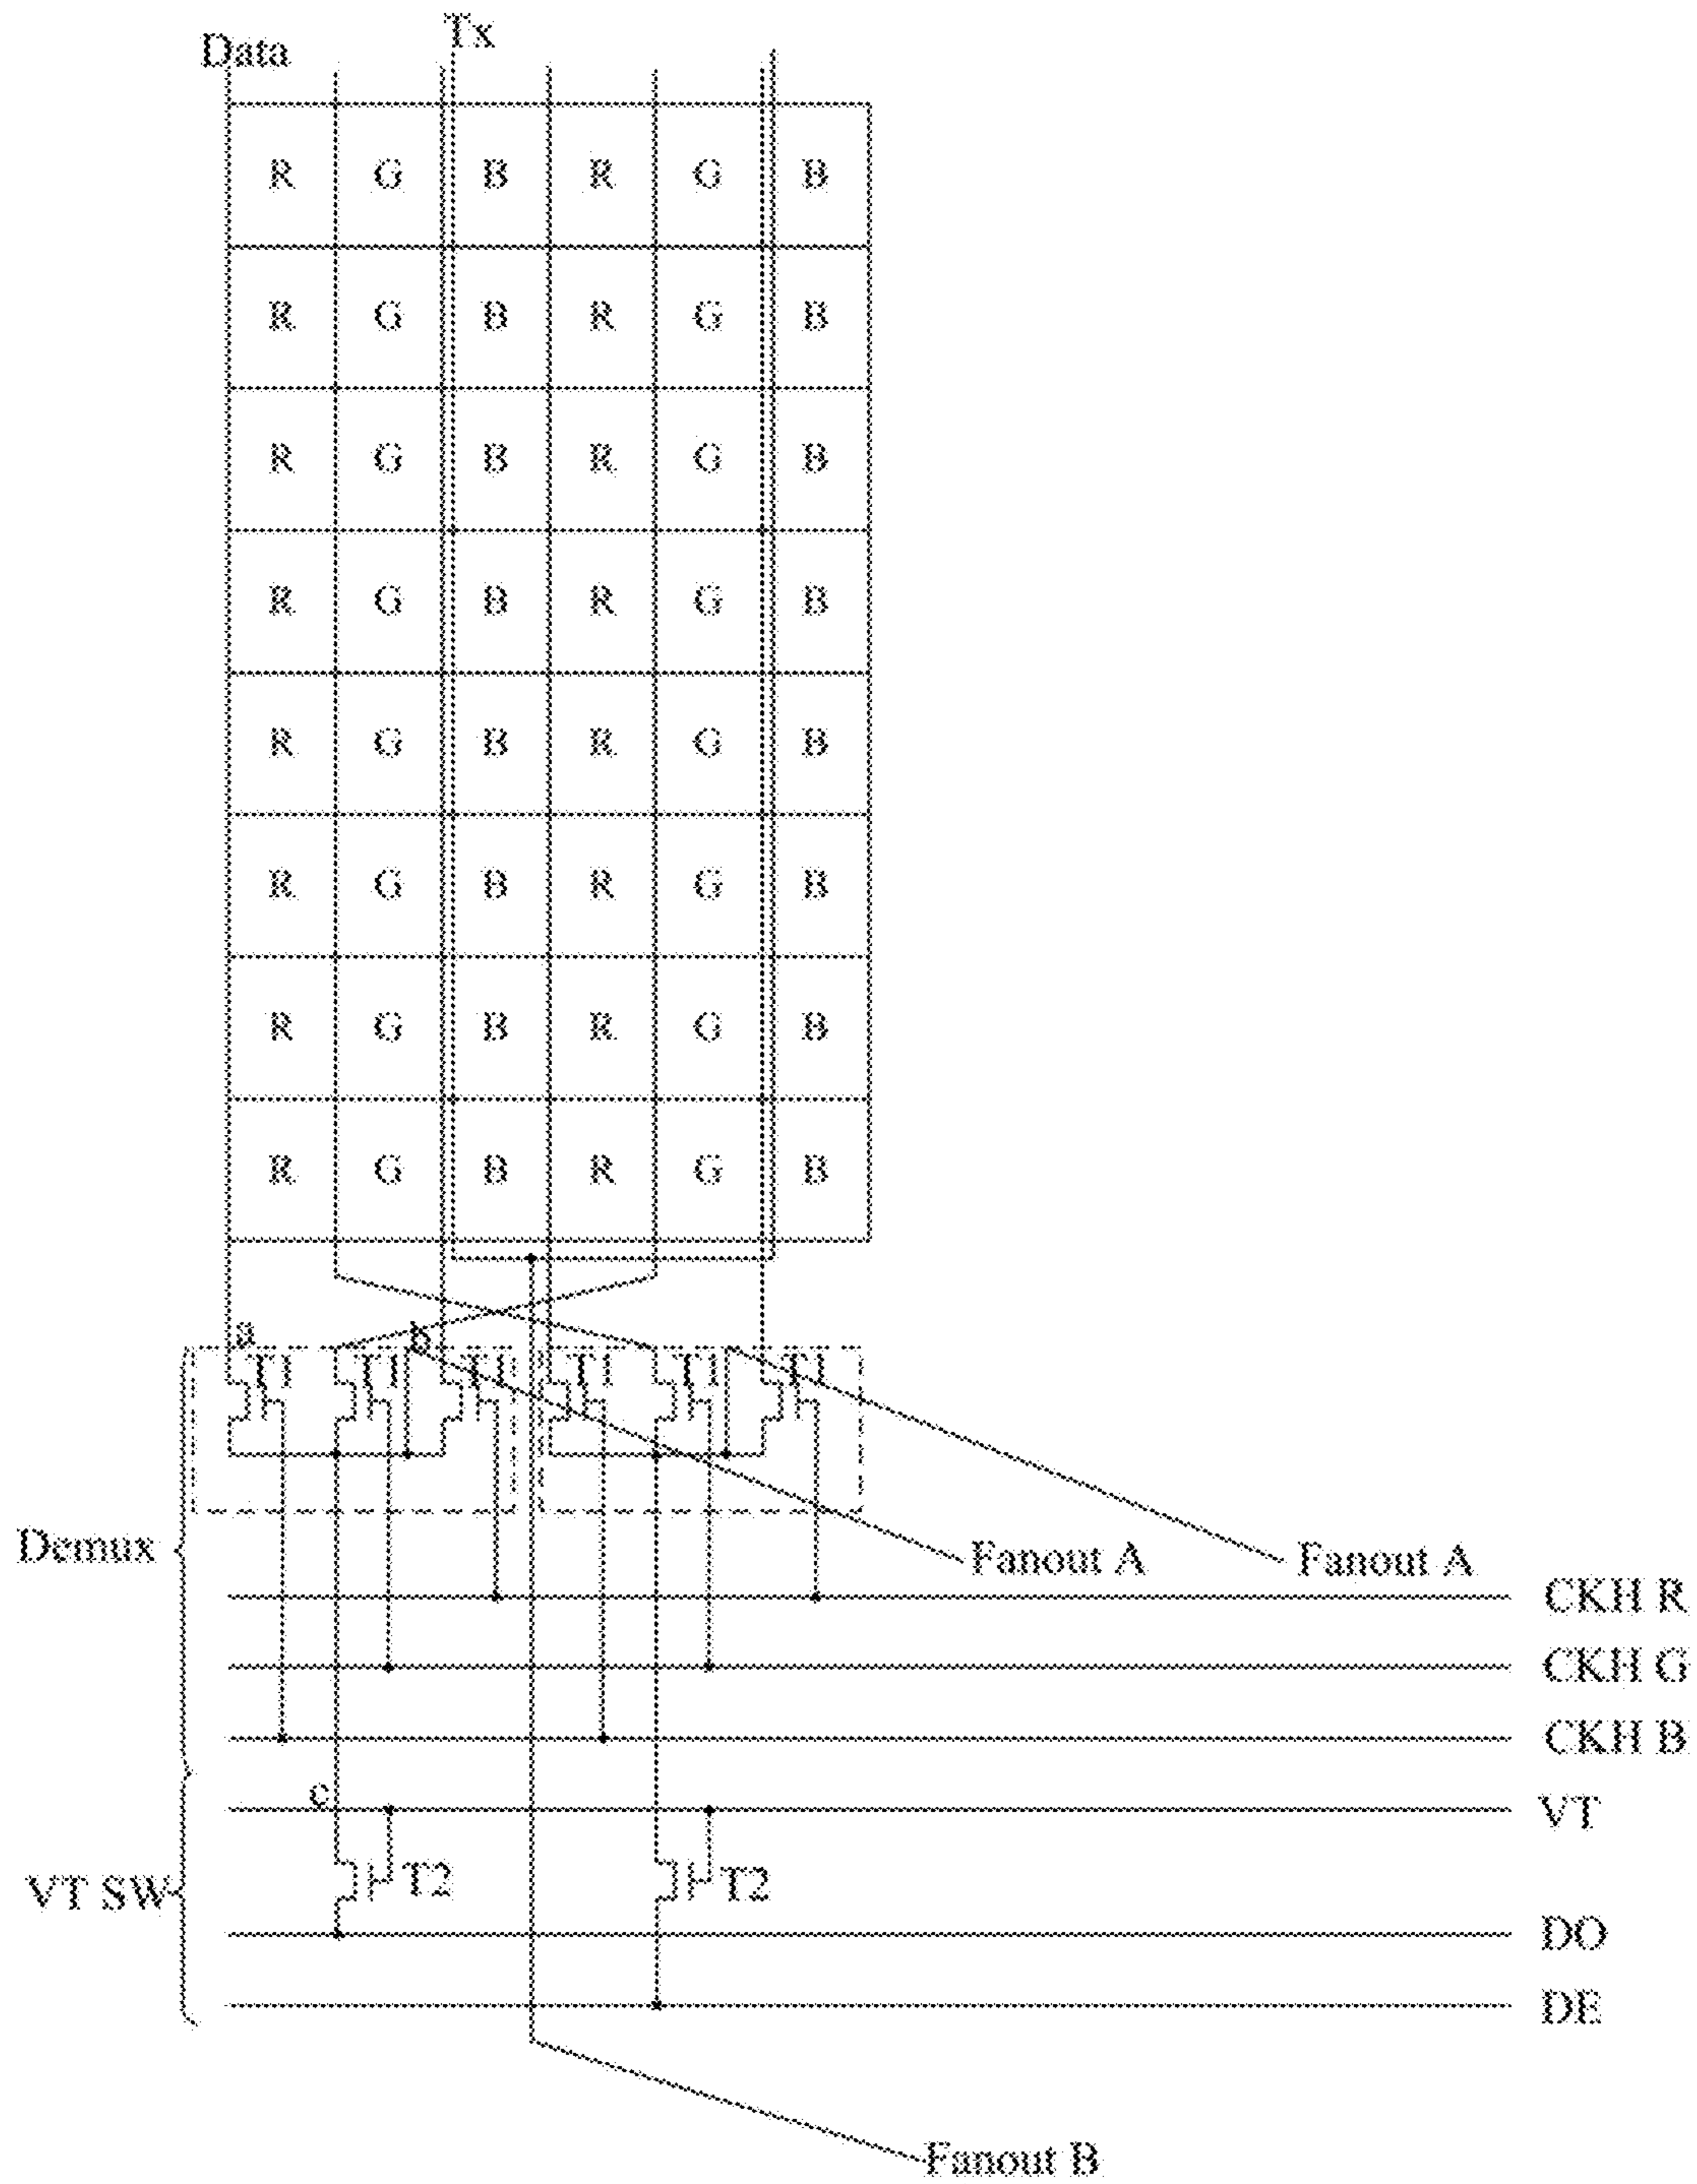 Tx
Data
R G B R G B
R G B R G B
R G B R G B
R G B R G B
R G B R G B
R G B R G B
R G B R G B
R G B R G B
a b
T1 T1 T1 T1 T1 T1
Demux
Fanout A Fanout A
CKH R
CKH G
CKH B
c
VT
VT SW
T2 T2
DO
DE
Fanout B